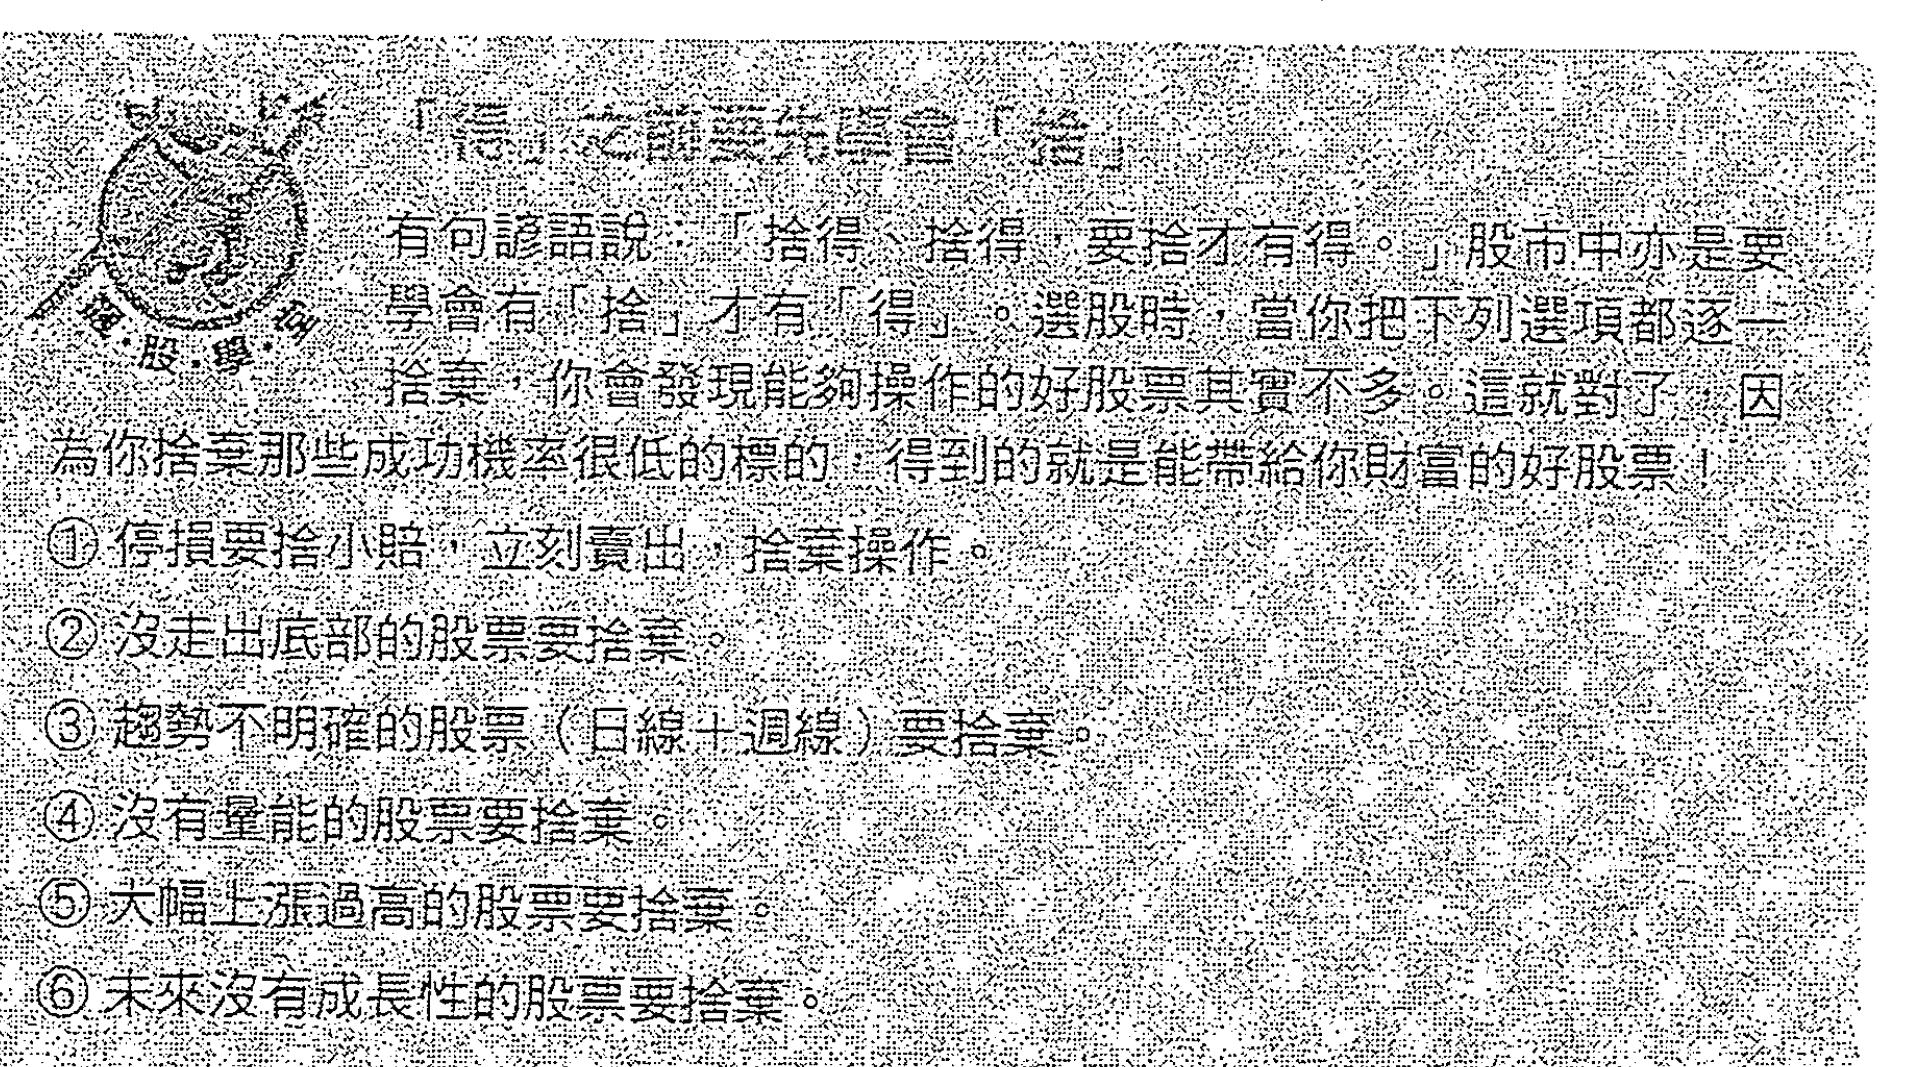 「得」之前要先學會「捨」
有句諺語說：「捨得、捨得，要捨才有得。」股市中亦是要
學會有「捨」才有「得」。選股時，當你把下列選項都逐一
捨棄，你會發現能夠操作的好股票其實不多。這就對了，因
為你捨棄那些成功機率很低的標的；得到的就是能帶給你財富的好股票！
①停損要捨小賠，立刻賣出，捨棄操作。
②沒走出底部的股票要捨棄。
③趨勢不明確的股票（日線＋週線）要捨棄。
④沒有量能的股票要捨棄。
⑤大幅上漲過高的股票要捨棄。
⑥未來沒有成長性的股票要捨棄。